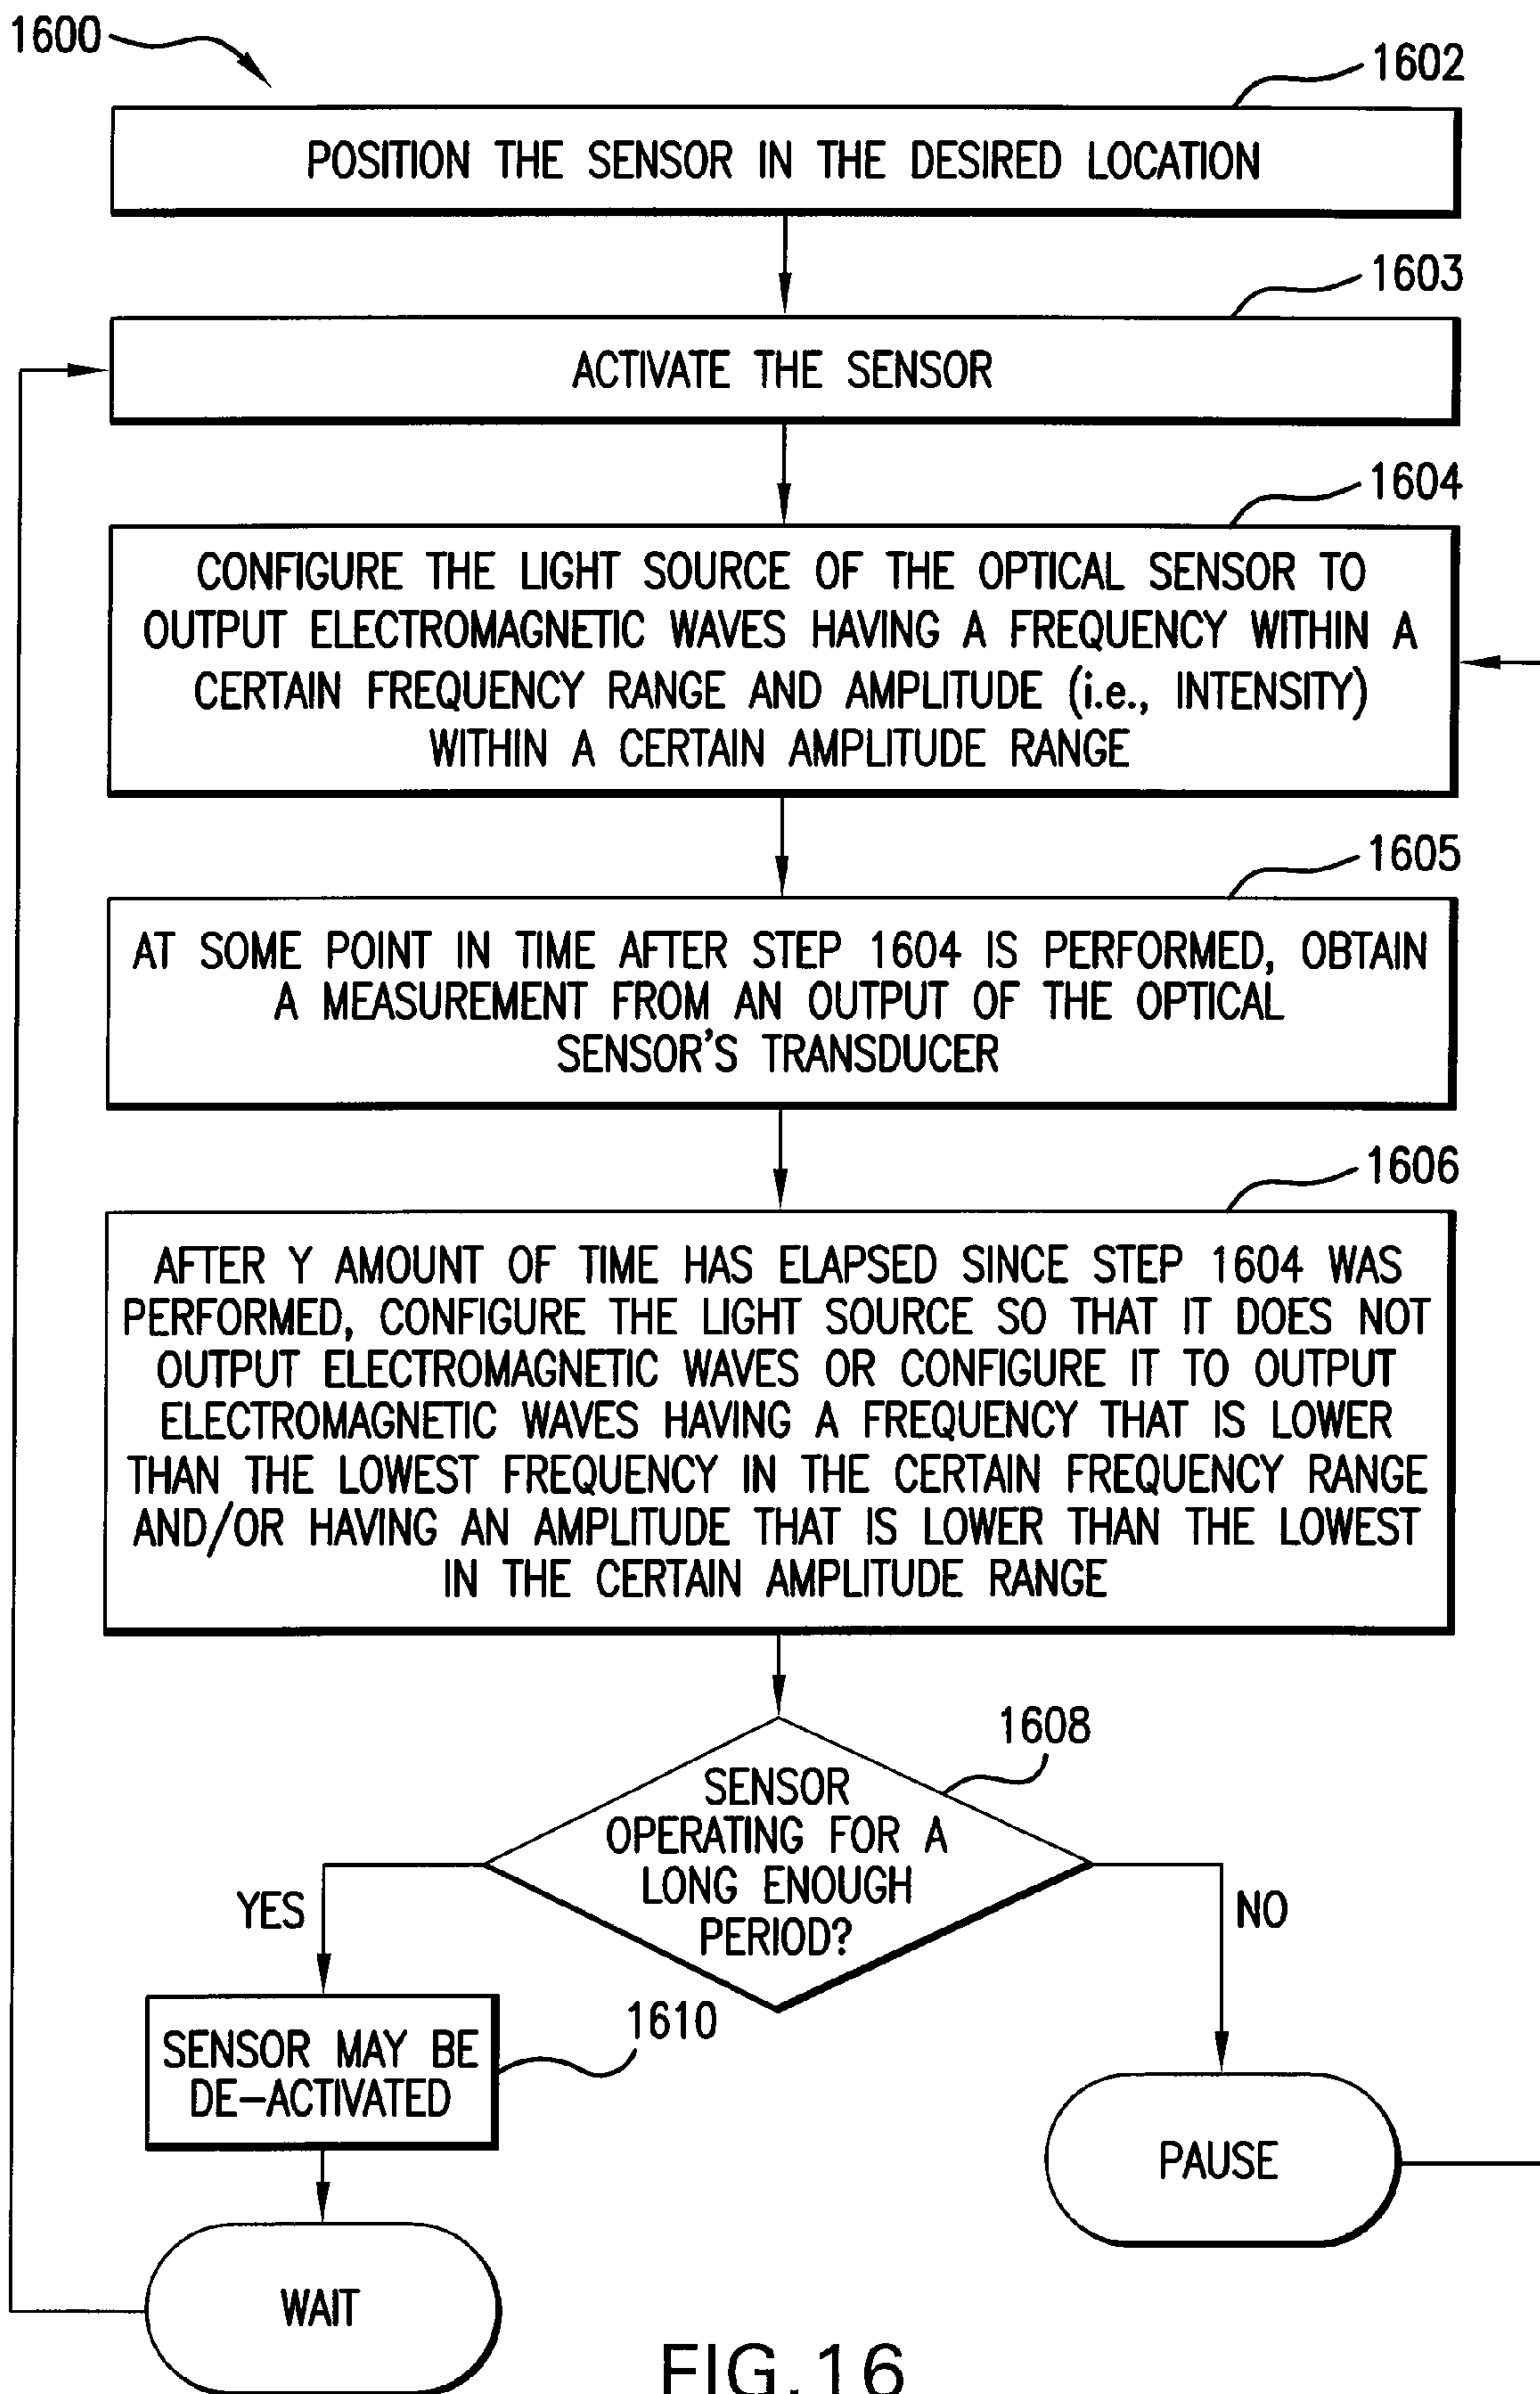 1600
1602
POSITION THE SENSOR IN THE DESIRED LOCATION
1603
ACTIVATE THE SENSOR
1604
CONFIGURE THE LIGHT SOURCE OF THE OPTICAL SENSOR TO
OUTPUT ELECTROMAGNETIC WAVES HAVING A FREQUENCY WITHIN A
CERTAIN FREQUENCY RANGE AND AMPLITUDE (i.e., INTENSITY)
WITHIN A CERTAIN AMPLITUDE RANGE
1605
AT SOME POINT IN TIME AFTER STEP 1604 IS PERFORMED, OBTAIN
A MEASUREMENT FROM AN OUTPUT OF THE OPTICAL
SENSOR'S TRANSDUCER
1606
AFTER Y AMOUNT OF TIME HAS ELAPSED SINCE STEP 1604 WAS
PERFORMED, CONFIGURE THE LIGHT SOURCE SO THAT IT DOES NOT
OUTPUT ELECTROMAGNETIC WAVES OR CONFIGURE IT TO OUTPUT
ELECTROMAGNETIC WAVES HAVING A FREQUENCY THAT IS LOWER
THAN THE LOWEST FREQUENCY IN THE CERTAIN FREQUENCY RANGE
AND/OR HAVING AN AMPLITUDE THAT IS LOWER THAN THE LOWEST
IN THE CERTAIN AMPLITUDE RANGE
1608
SENSOR
OPERATING FOR A
LONG ENOUGH
PERIOD?
YES
NO
1610
SENSOR MAY BE
DE-ACTIVATED
PAUSE
WAIT
FIG.16